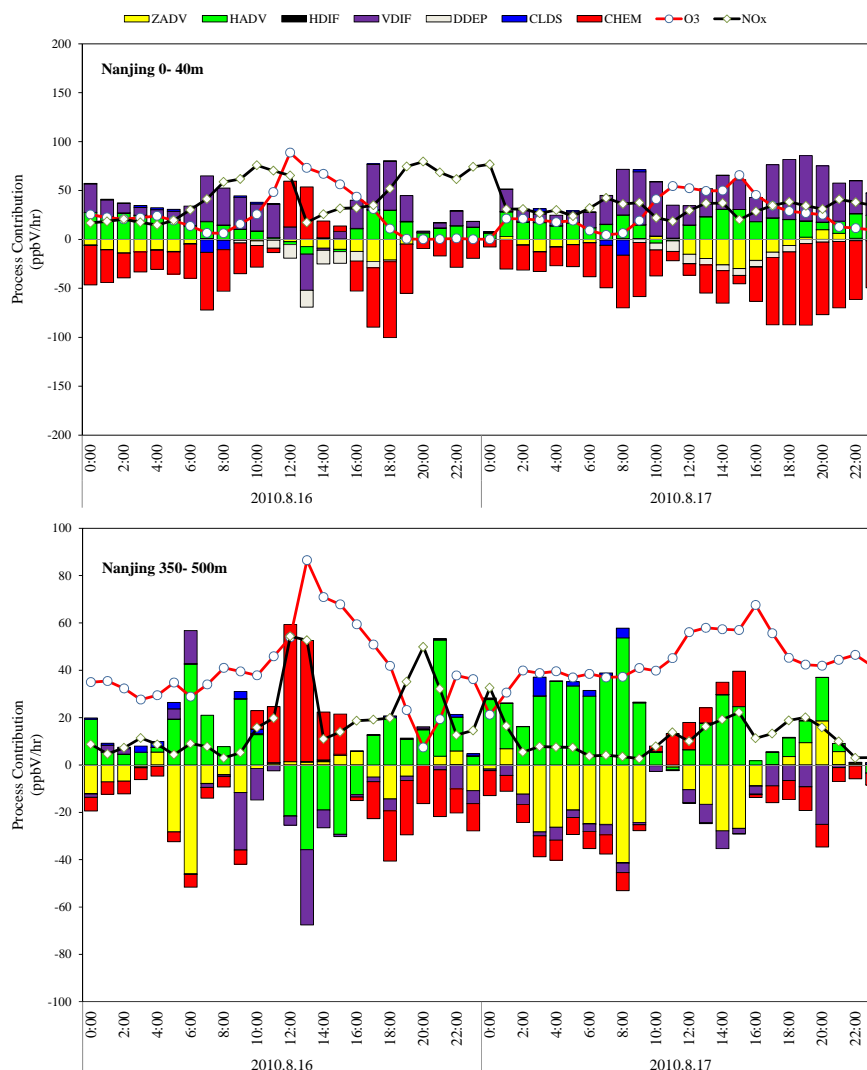 ZADV HADV HDIF VDIF DDEP CLDS CHEM O3 NOx
200
150
100
50
0
-50
-100
-150
-200
Process Contribution
(ppbV/hr)
Nanjing 0- 40m
0:00 2:00 4:00 6:00 8:00 10:00 12:00 14:00 16:00 18:00 20:00 22:00 0:00 2:00 4:00 6:00 8:00 10:00 12:00 14:00 16:00 18:00 20:00 22:00
2010.8.16 2010.8.17
100
80
60
40
20
0
-20
-40
-60
-80
-100
Process Contribution
(ppbV/hr)
Nanjing 350- 500m
0:00 2:00 4:00 6:00 8:00 10:00 12:00 14:00 16:00 18:00 20:00 22:00 0:00 2:00 4:00 6:00 8:00 10:00 12:00 14:00 16:00 18:00 20:00 22:00
2010.8.16 2010.8.17